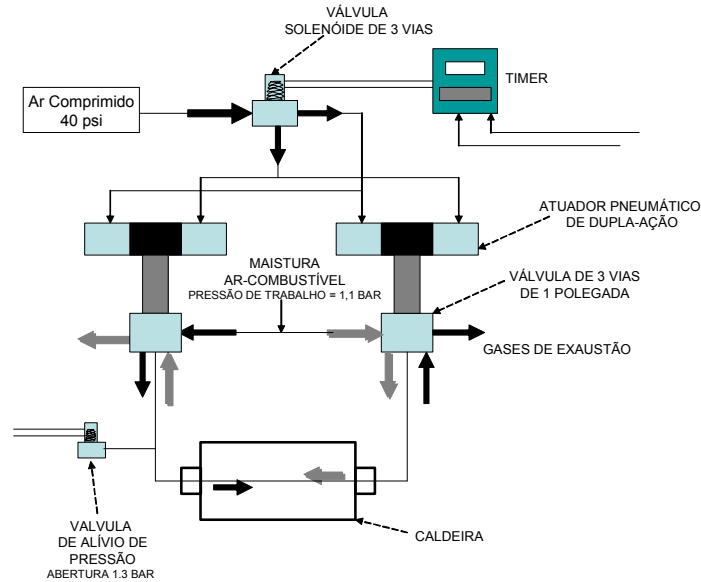 VÁLVULA
SOLENÓIDE DE 3 VIAS
TIMER
Ar Comprimido
40 psi
ATUADOR PNEUMÁTICO
DE DUPLA-AÇÃO
MAISTURA
AR-COMBUSTÍVEL
PRESSÃO DE TRABALHO = 1,1 BAR
VÁLVULA DE 3 VIAS
DE 1 POLEGADA
GASES DE EXAUSTÃO
VALVULA
DE ALÍVIO DE
PRESSÃO
ABERTURA 1,3 BAR
CALDEIRA